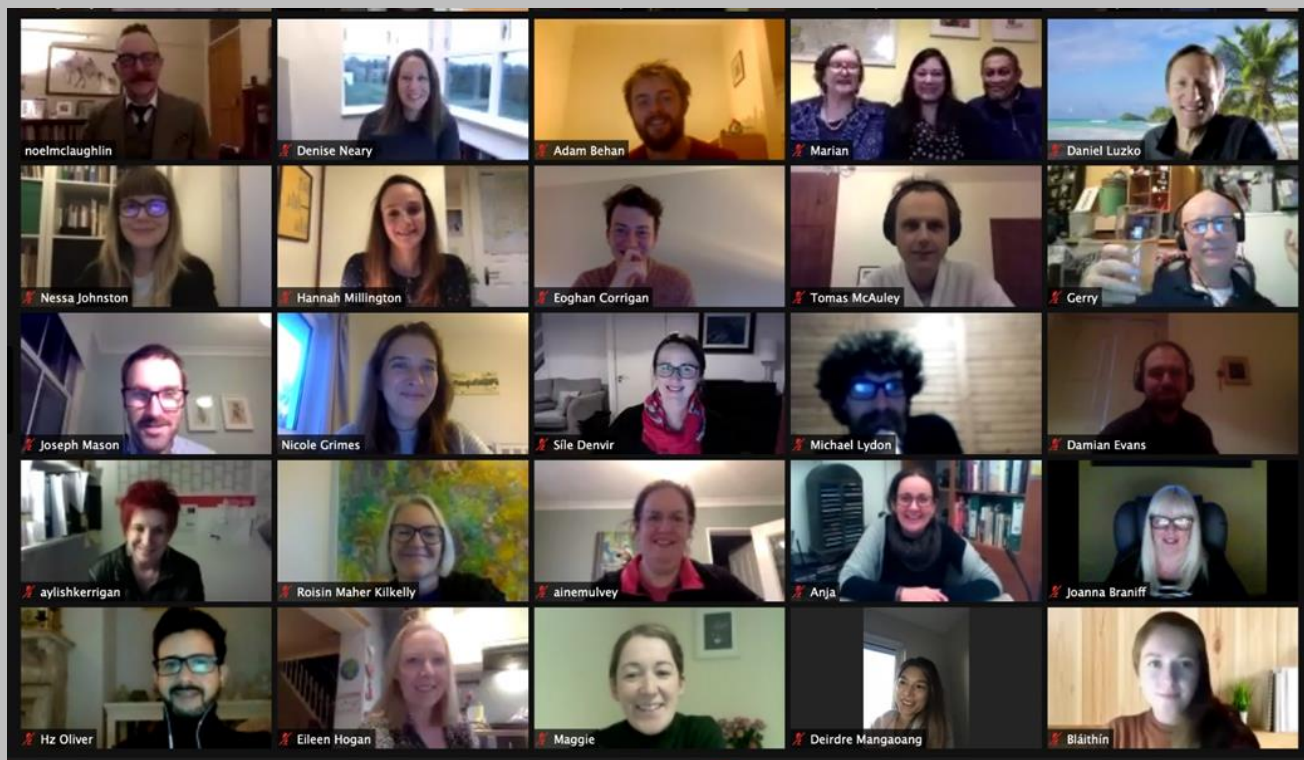 noelmclaughlin
Denise Neary
Adam Behan
Marian
Daniel Luzko
Nessa Johnston
Hannah Millington
Eoghan Corrigan
Tomas McAuley
Gerry
Joseph Mason
Nicole Grimes
Síle Denvir
Michael Lydon
Damian Evans
aylishkerrigan
Roisin Maher Kilkelly
ainemulvey
Anja
Joanna Braniff
Hz Oliver
Eileen Hogan
Maggie
Deirdre Mangaoang
Bláithín